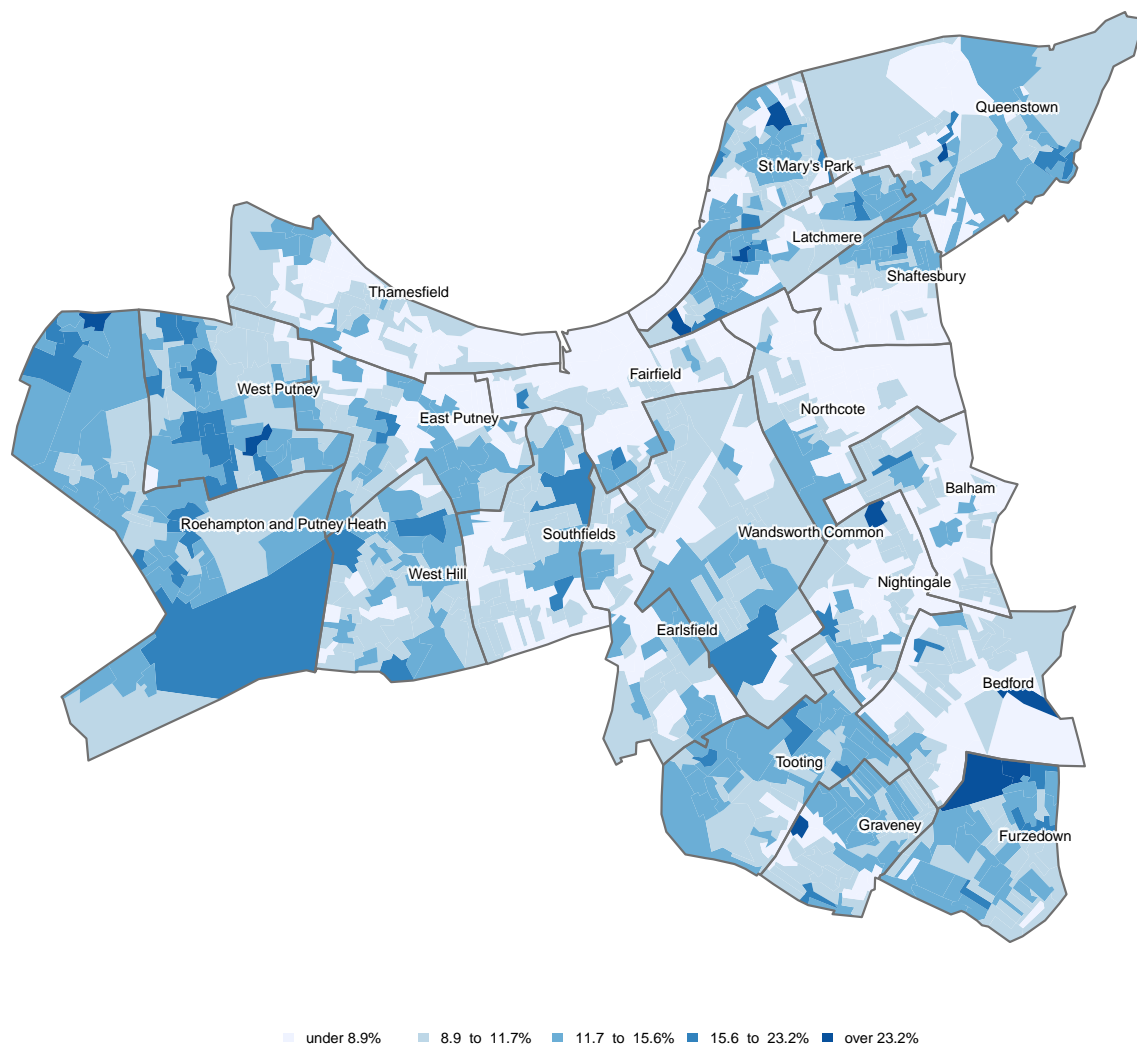 Queenstown
St Mary's Park
Latchmere
Shaftesbury
Thamesfield
Fairfield
West Putney
East Putney
Northcote
Balham
Roehampton and Putney Heath
Southfields
Wandsworth Common
West Hill
Nightingale
Earlsfield
Bedford
Tooting
Graveney
Furzedown
under 8.9% 8.9 to 11.7% 11.7 to 15.6% 15.6 to 23.2% over 23.2%